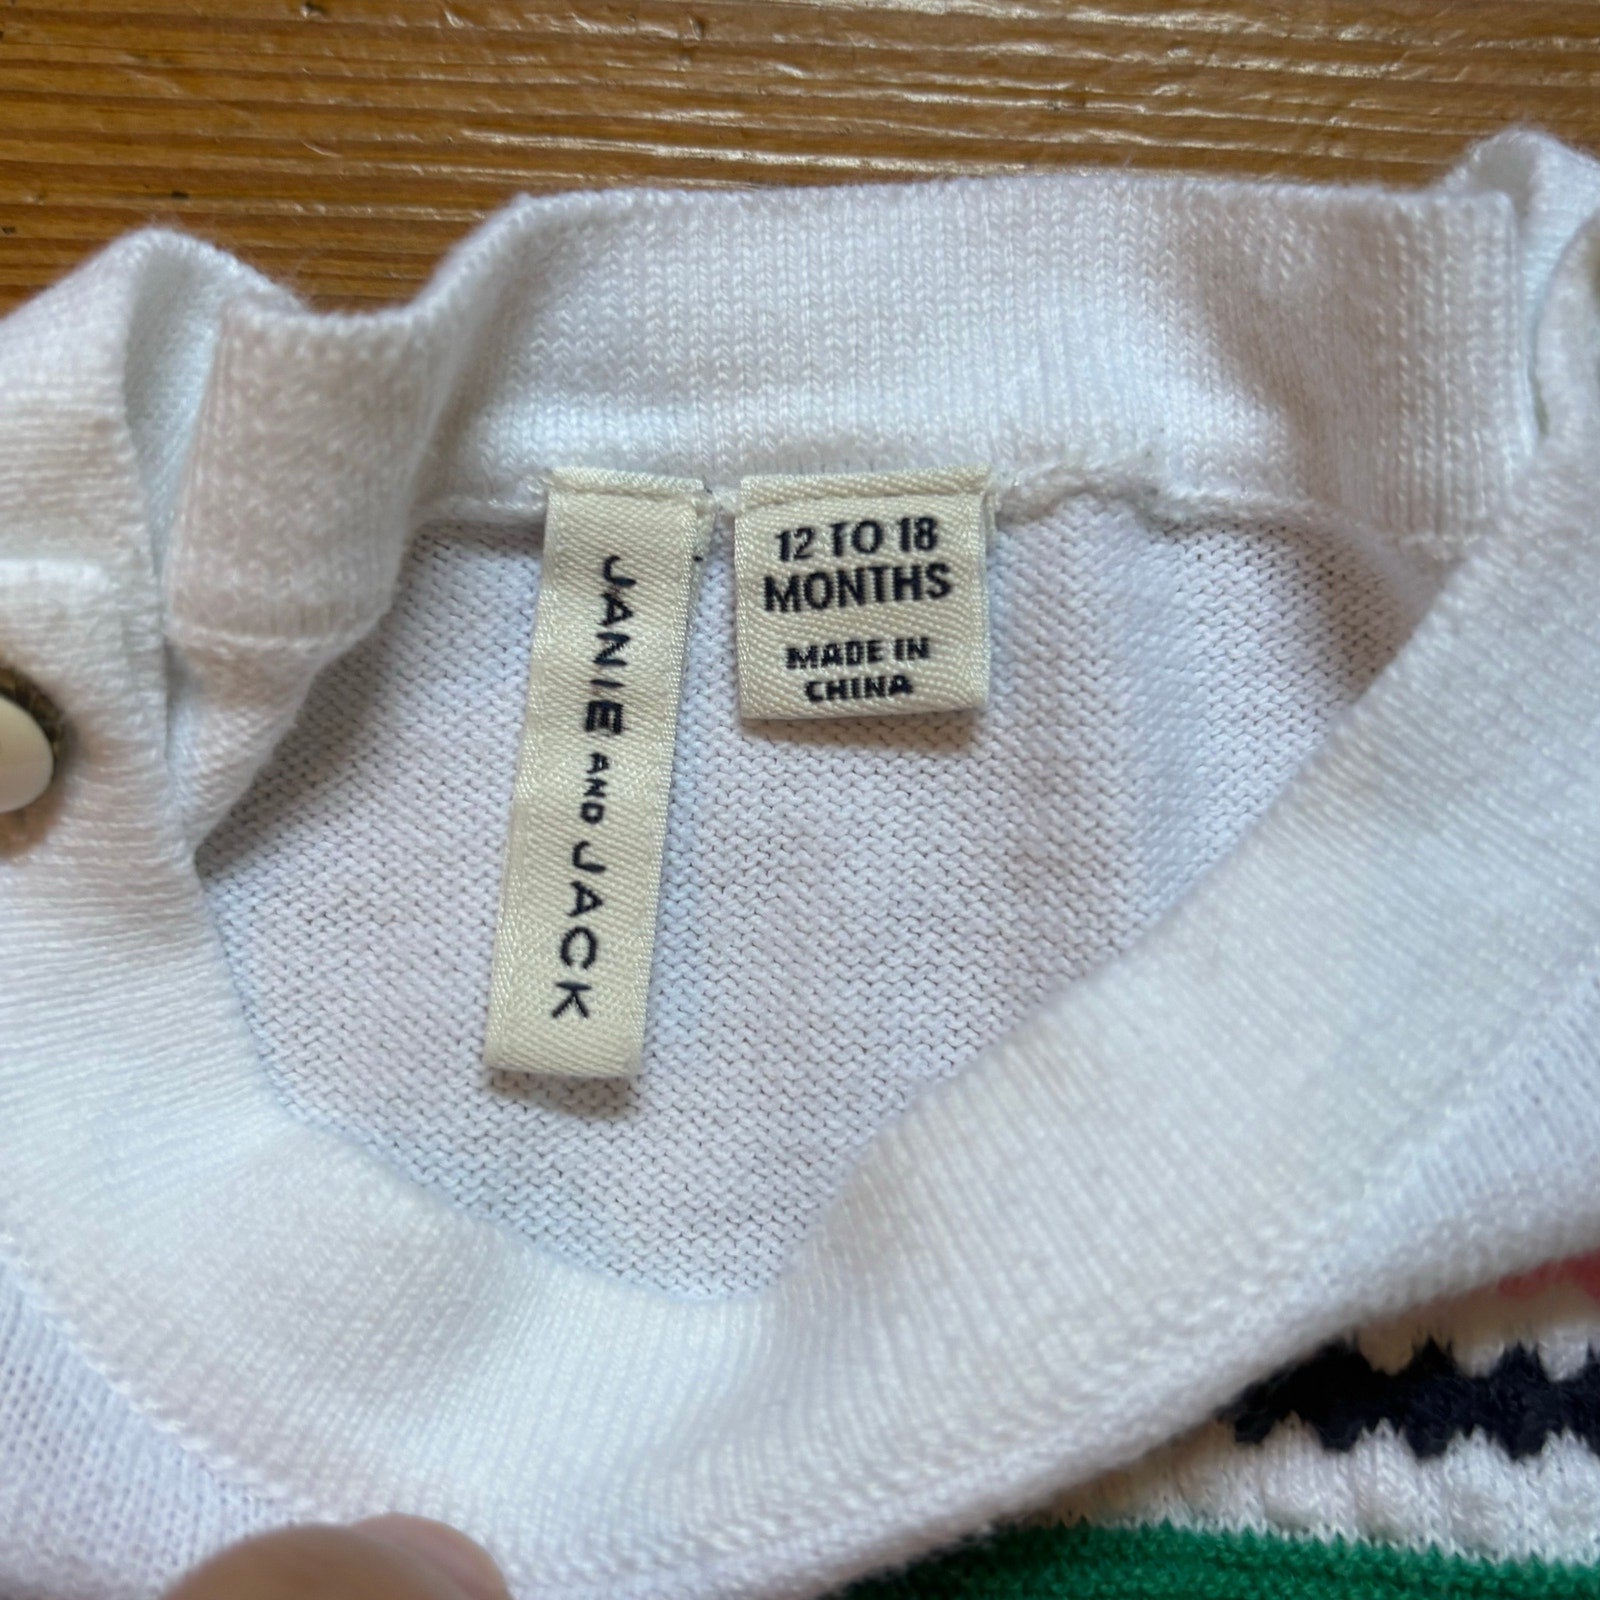 JANIE AND JACK
12 TO 18
MONTHS
MADE IN
CHINA